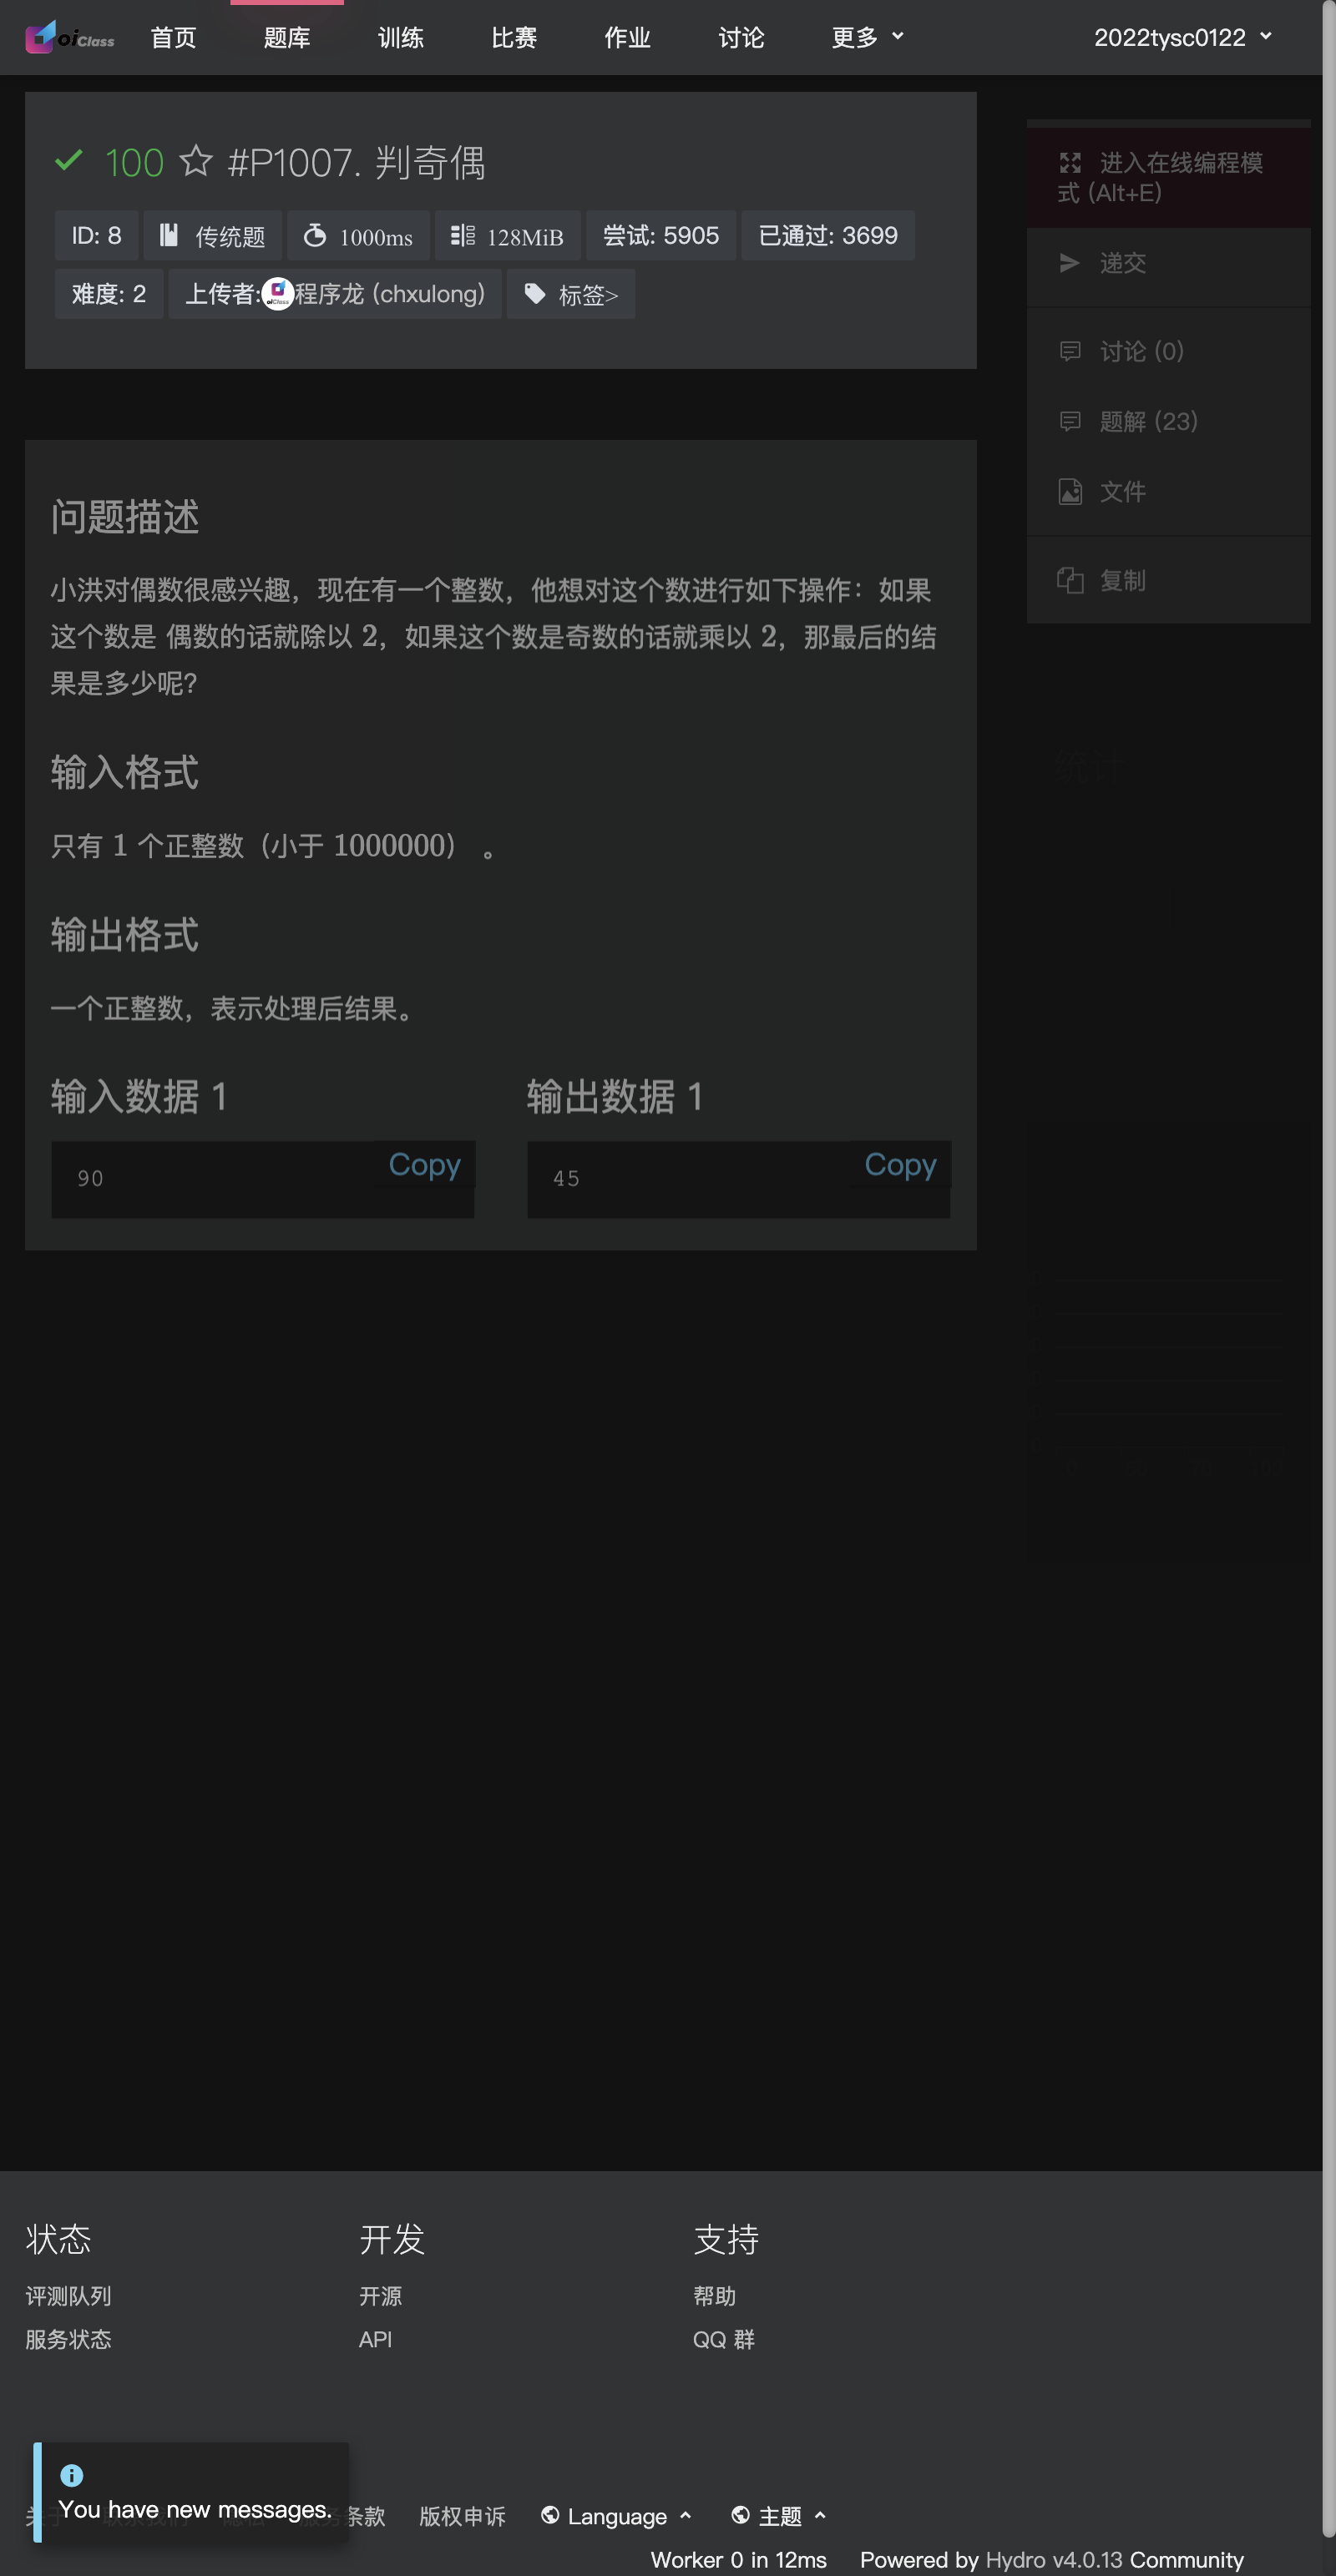 oiClass 首页 题库 训练 比赛 作业 讨论 更多 2022tysc0122
100 #P1007. 判奇偶
ID: 8 传统题 1000ms 128MiB 尝试: 5905 已通过: 3699
难度: 2 上传者: 程序龙 (chxulong) 标签>
进入在线编程模
式 (Alt+E)
递交
讨论 (0)
题解 (23)
文件
复制
统计
问题描述
小洪对偶数很感兴趣，现在有一个整数，他想对这个数进行如下操作：如果
这个数是 偶数的话就除以 2，如果这个数是奇数的话就乘以 2，那最后的结
果是多少呢?
输入格式
只有 1 个正整数（小于 1000000） 。
输出格式
一个正整数，表示处理后结果。
输入数据 1
Copy
90
输出数据 1
Copy
45
状态
评测队列
服务状态
开发
开源
API
支持
帮助
QQ 群
You have new messages.
条款 版权申诉 Language 主题
Worker 0 in 12ms Powered by Hydro v4.0.13 Community